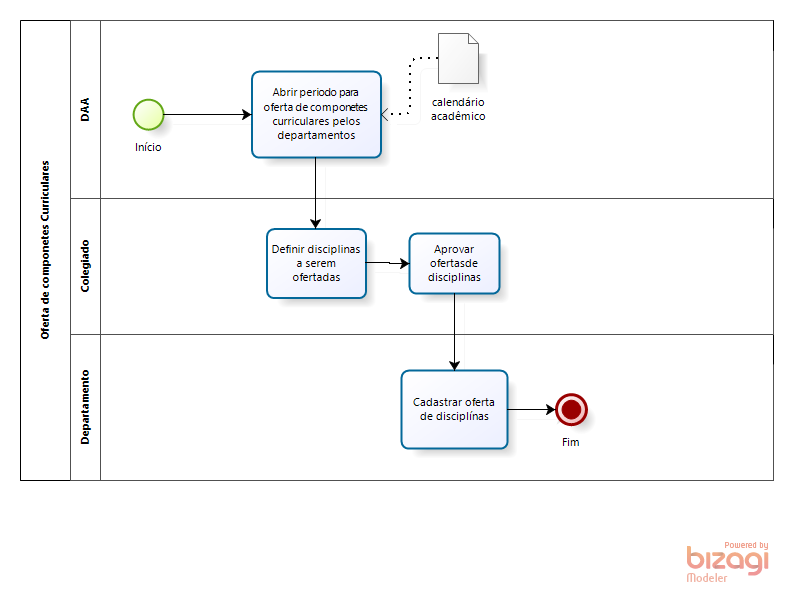 Oferta de componetes Curriculares
DAA
Início
Abrir periodo para
oferta de componetes
curriculares pelos
departamentos
calendário
acadêmico
Colegiado
Definir disciplinas
a serem
ofertadas
Aprovar
ofertasde
disciplinas
Departamento
Cadastrar oferta
de disciplínas
Fim
Powered by
bizagi
Modeler